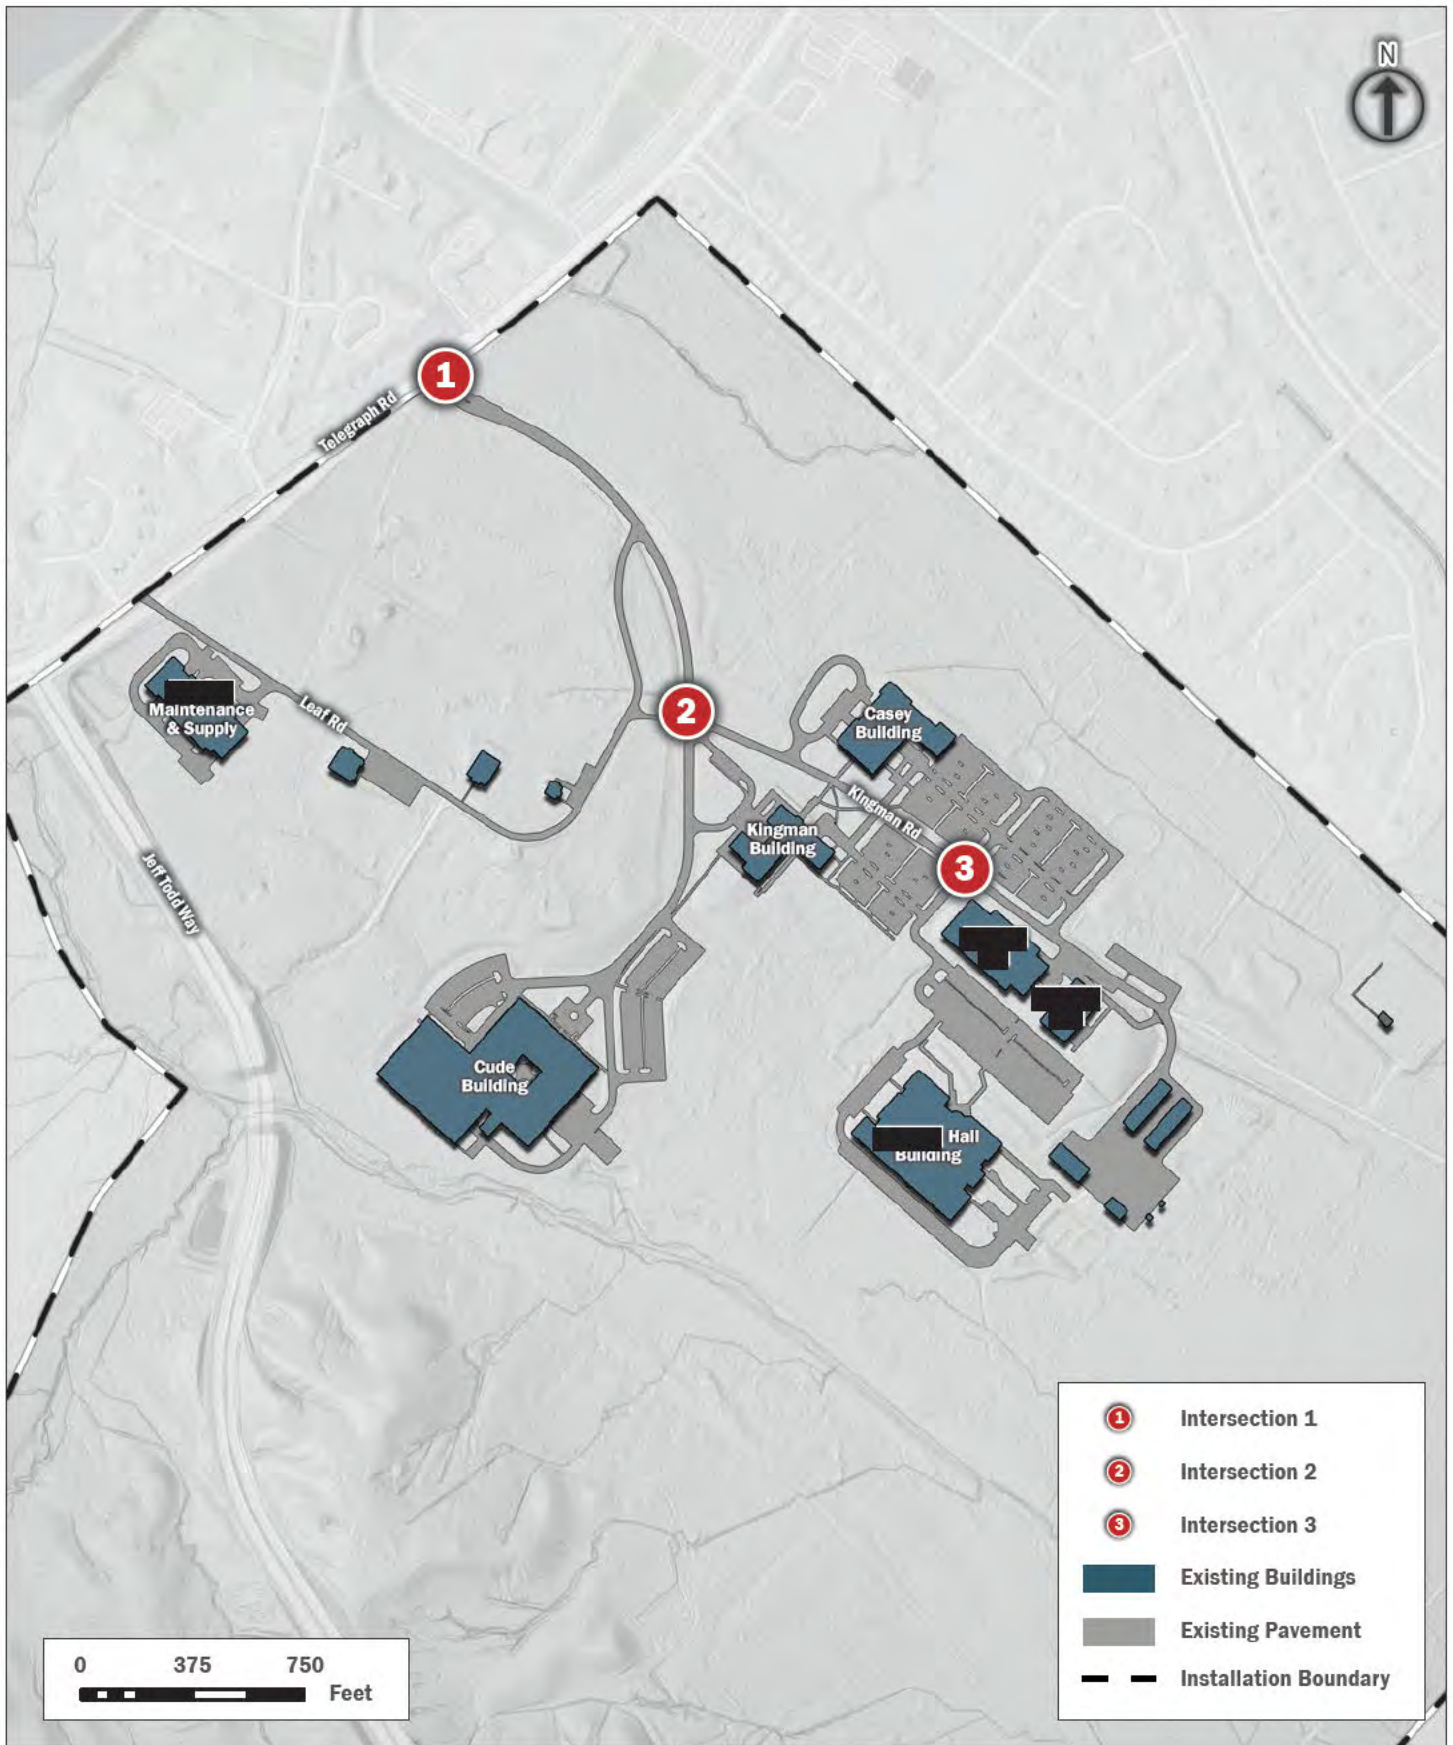 N
1
Telegraph Rd
2
Casey
Building
Maintenance
& Supply
Leaf Rd
Kingman Rd
Kingman
Building
3
Jeff Todd Way
Cude
Building
Hall
Building
1 Intersection 1
2 Intersection 2
3 Intersection 3
Existing Buildings
Existing Pavement
Installation Boundary
0 375 750
Feet